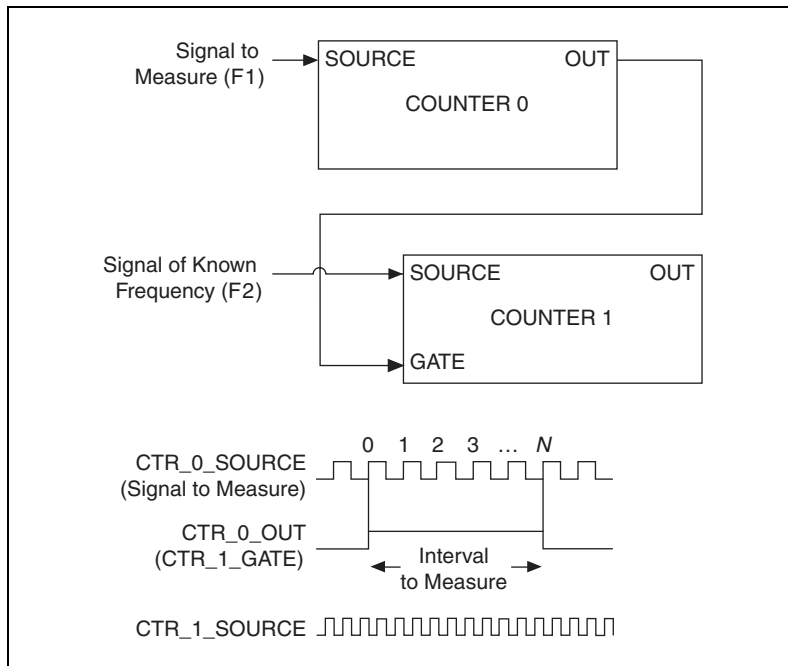 Signal to
Measure (F1)
SOURCE OUT
COUNTER 0
Signal of Known
Frequency (F2)
SOURCE OUT
COUNTER 1
GATE
0 1 2 3 … N
CTR_0_SOURCE
(Signal to Measure)
CTR_0_OUT
(CTR_1_GATE)
Interval
to Measure
CTR_1_SOURCE